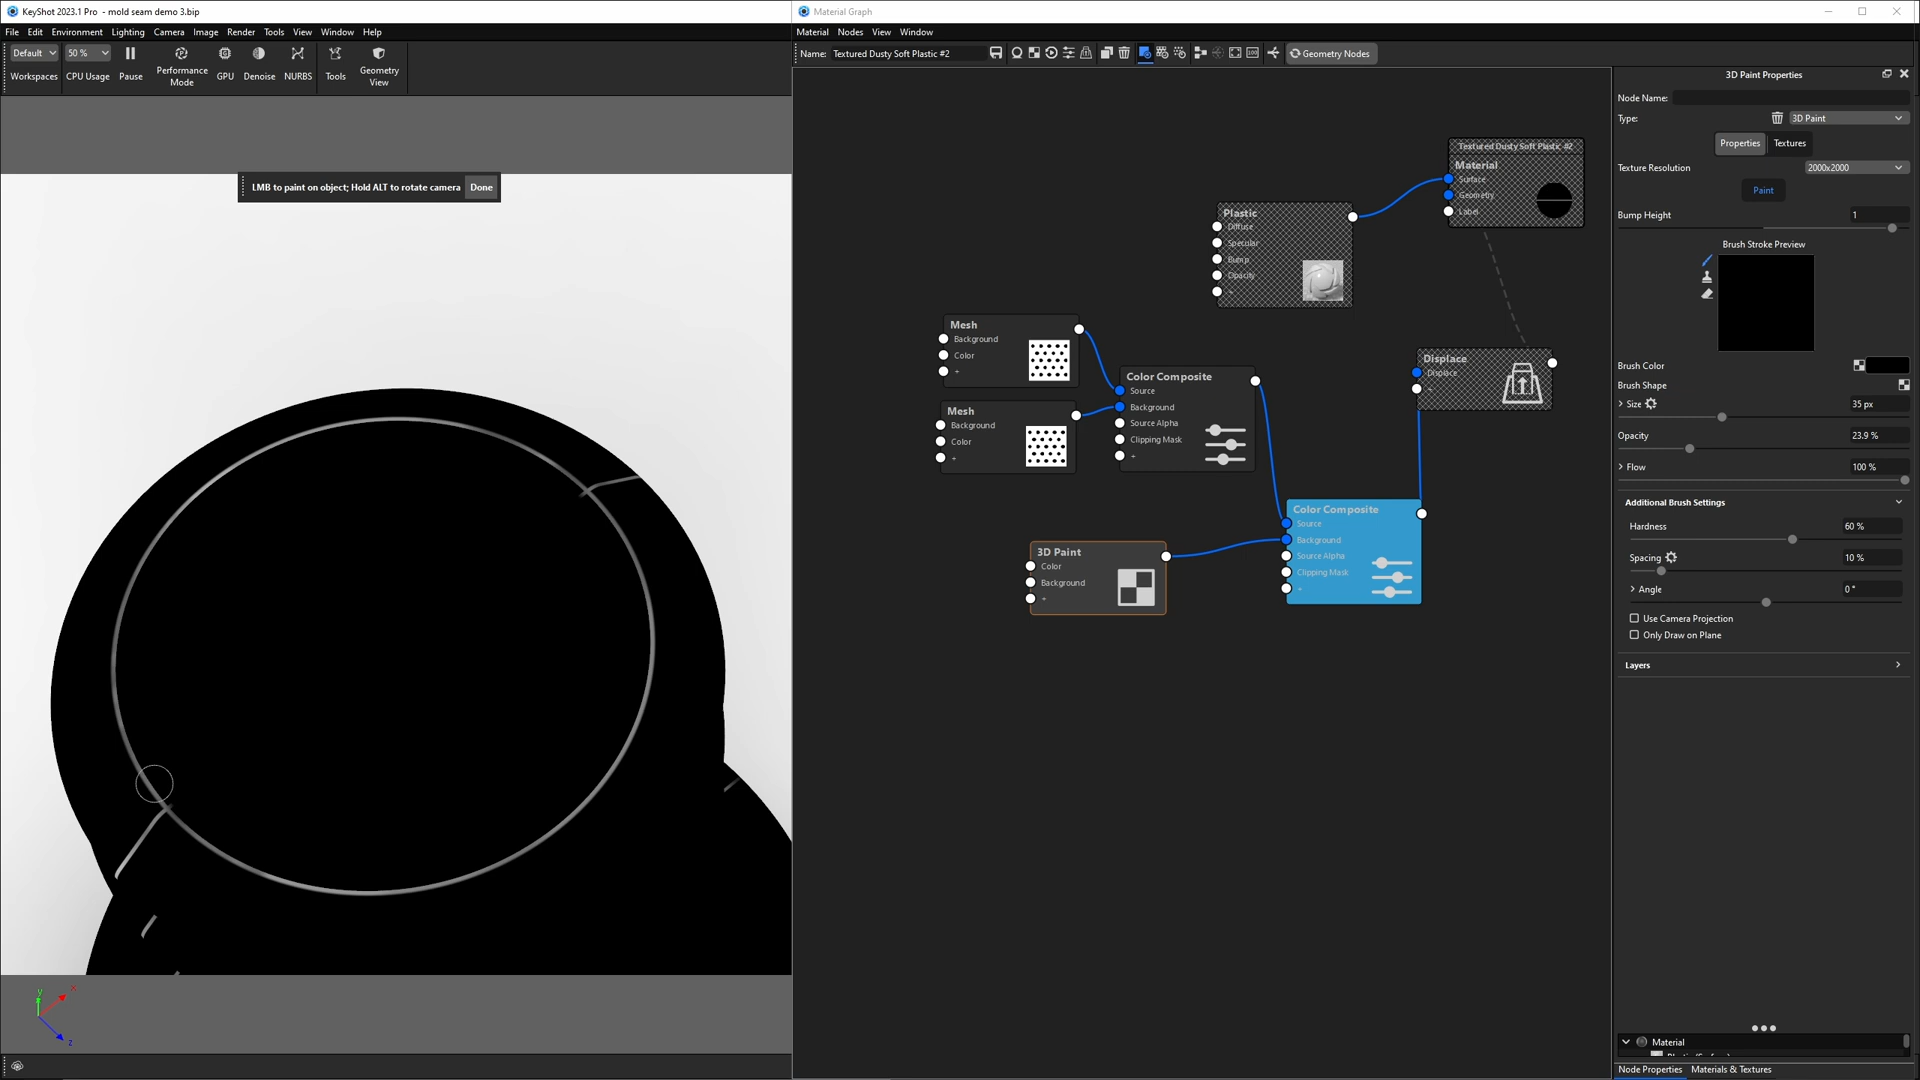 KeyShot 2023.1 Pro - mold seam demo 3.bip
File Edit Environment Lighting Camera Image Render Tools View Window Help
Default
50 %
Workspaces
CPU Usage
Pause
Performance
Mode
GPU
Denoise
NURBS
Tools
Geometry
View
LMB to paint on object; Hold ALT to rotate camera
Done
y
x
z
Material Graph
Material Nodes View Window
Name: Textured Dusty Soft Plastic #2
Geometry Nodes
Textured Dusty Soft Plastic #2
Material
Surface
Geometry
Label
Plastic
Diffuse
Specular
Bump
Opacity
+
Mesh
Background
Color
+
Mesh
Background
Color
+
Color Composite
Source
Background
Source Alpha
Clipping Mask
+
Displace
Displace
+
Color Composite
Source
Background
Source Alpha
Clipping Mask
+
3D Paint
Color
Background
+
3D Paint Properties
Node Name:
Type:
3D Paint
Properties
Textures
Texture Resolution
2000x2000
Paint
Bump Height
1
Brush Stroke Preview
Brush Color
Brush Shape
Size
35 px
Opacity
23.9 %
Flow
100 %
Additional Brush Settings
Hardness
60 %
Spacing
10 %
Angle
0 °
Use Camera Projection
Only Draw on Plane
Layers
Material
Node Properties
Materials & Textures